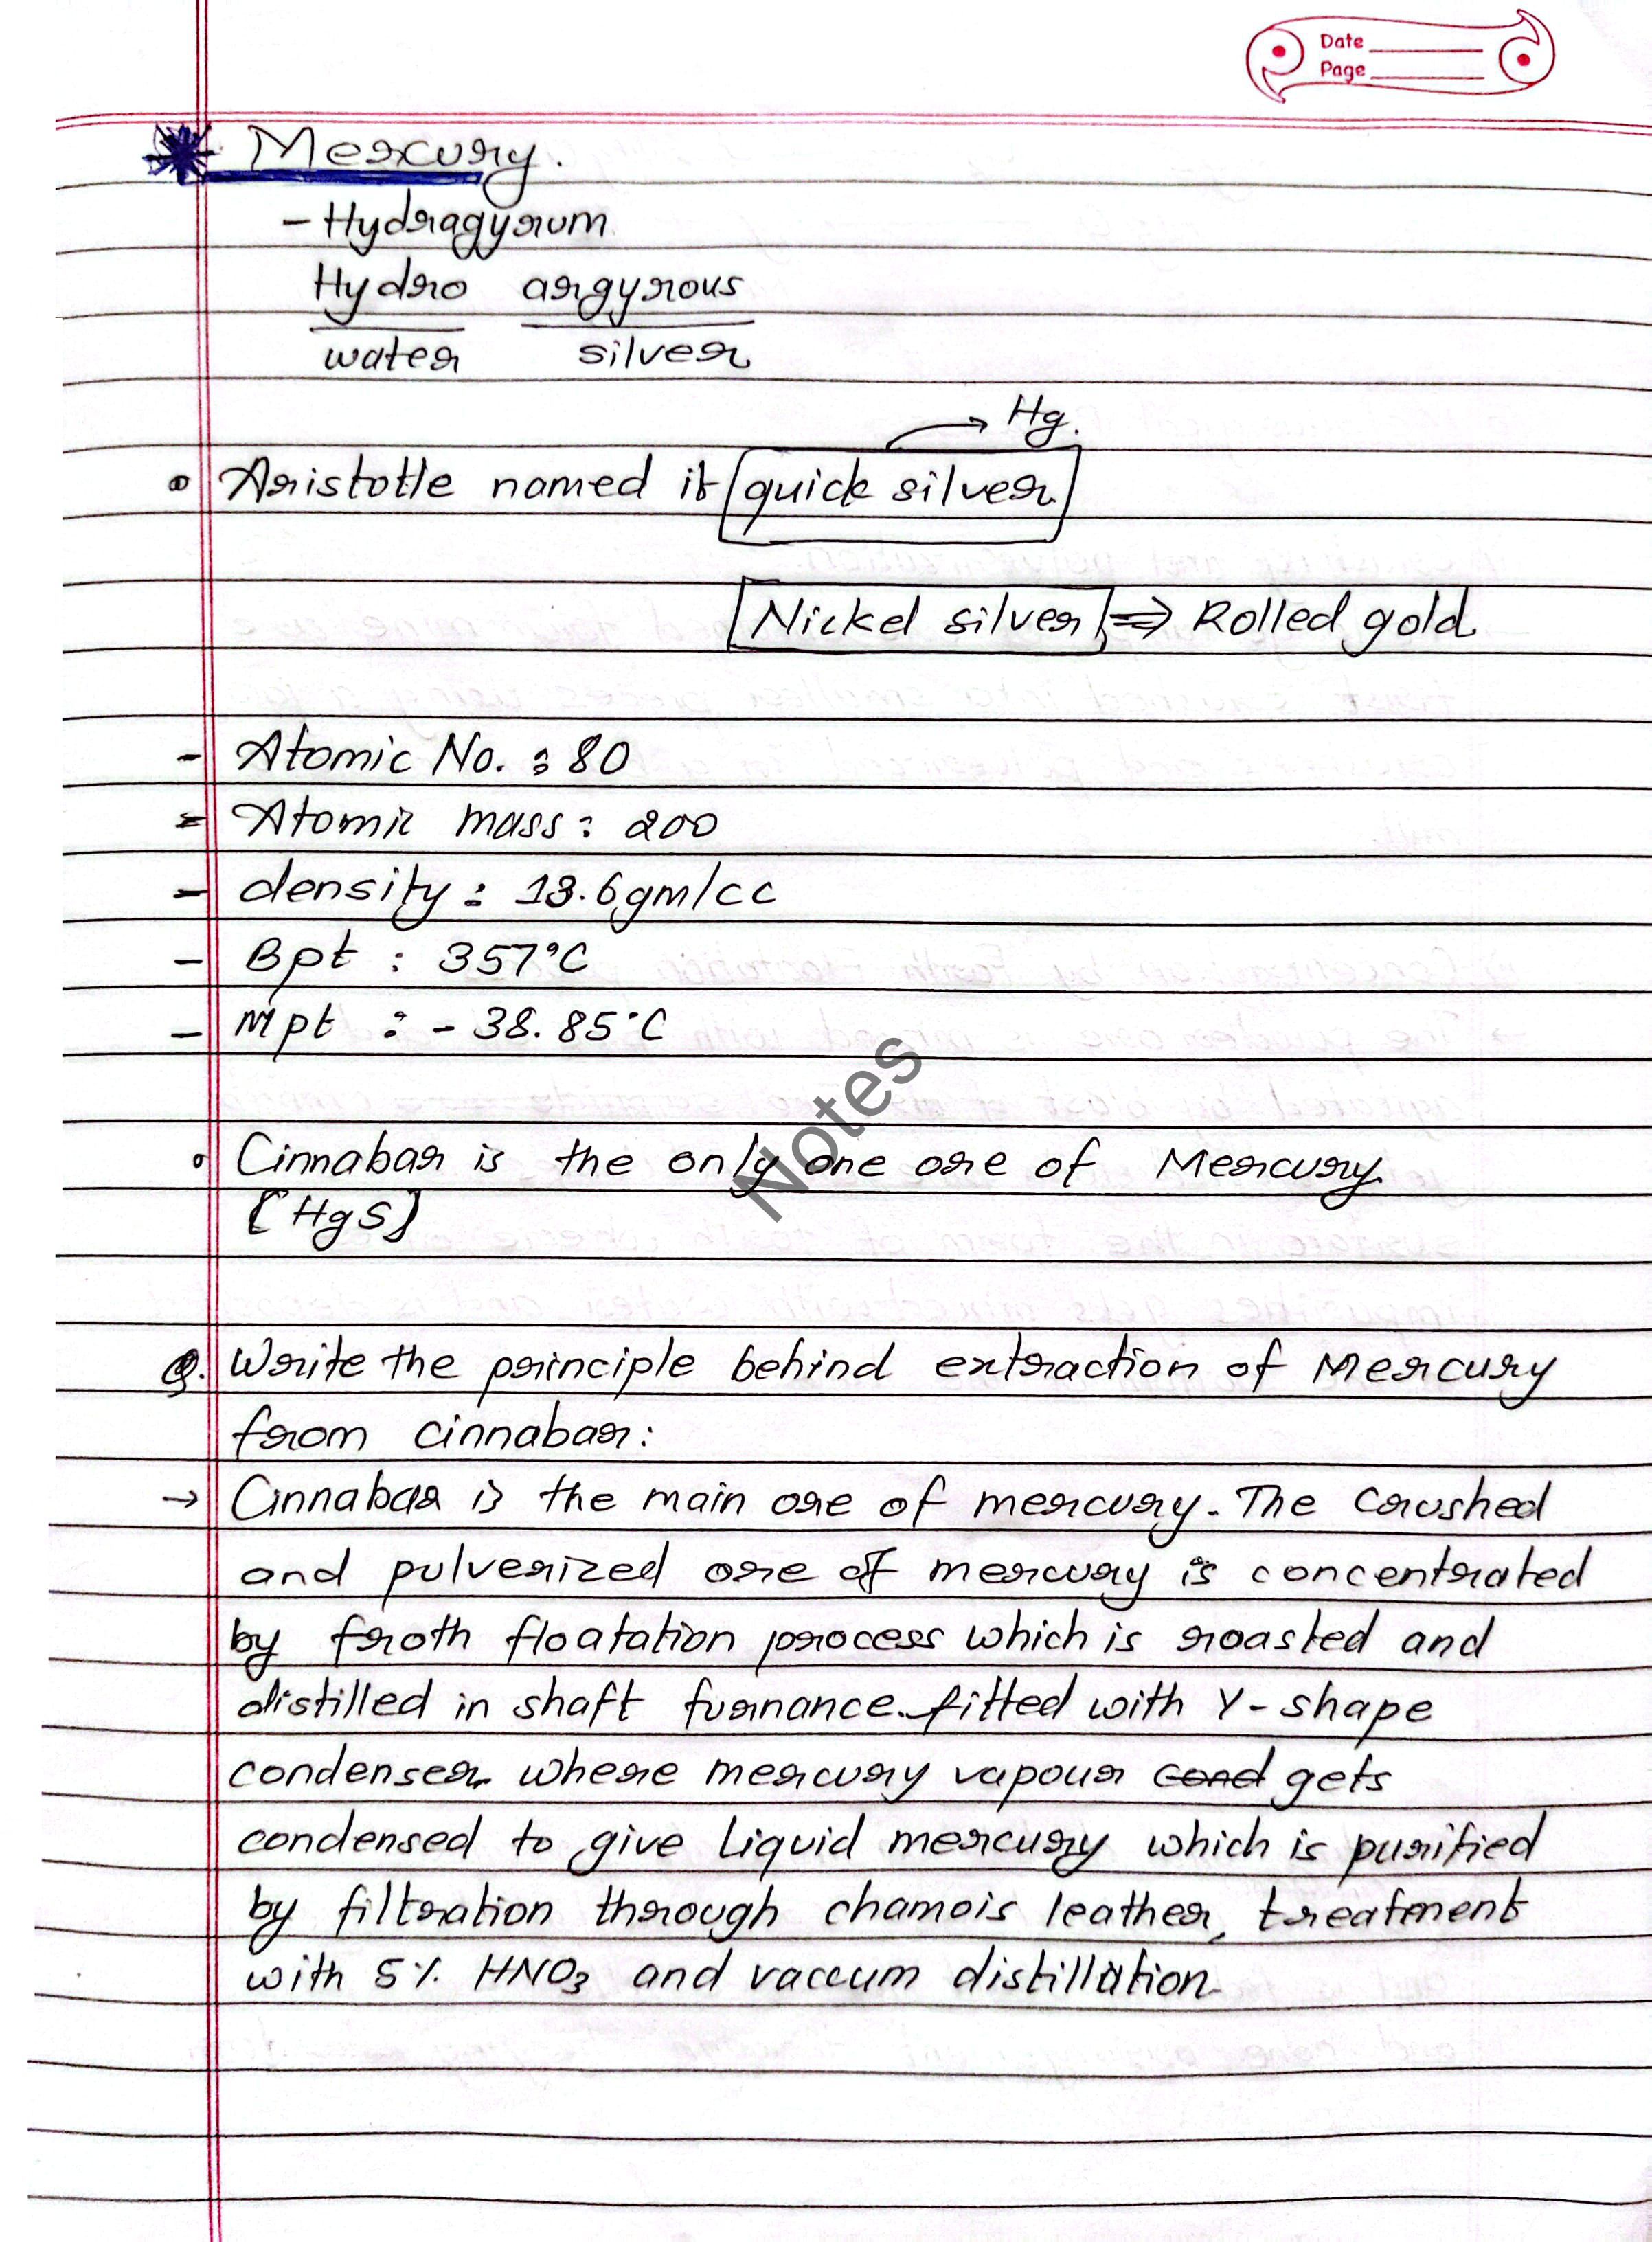 Date
Page
Mercury.
- Hydragyrum
Hydro argyrous
water silver
Hg.
Aristotle named it quick silver
Nickel silver ⇒ Rolled gold
- Atomic No. : 80
- Atomic mass : 200
- density : 13.6gm/cc
- Bpt : 357°C
- Mpt : - 38.85°C
Notes
Cinnabar is the only one ore of Mercury.
[HgS]
Q. Write the principle behind extraction of Mercury
from cinnabar:
→ Cinnabar is the main ore of mercury. The crushed
and pulverized ore of mercury is concentrated
by froth floatation process which is roasted and
distilled in shaft furnance fitted with Y-shape
condenser where mercury vapour cond gets
condensed to give liquid mercury which is purified
by filtration through chamois leather, treatment
with 5% HNO3 and vaccum distillation.